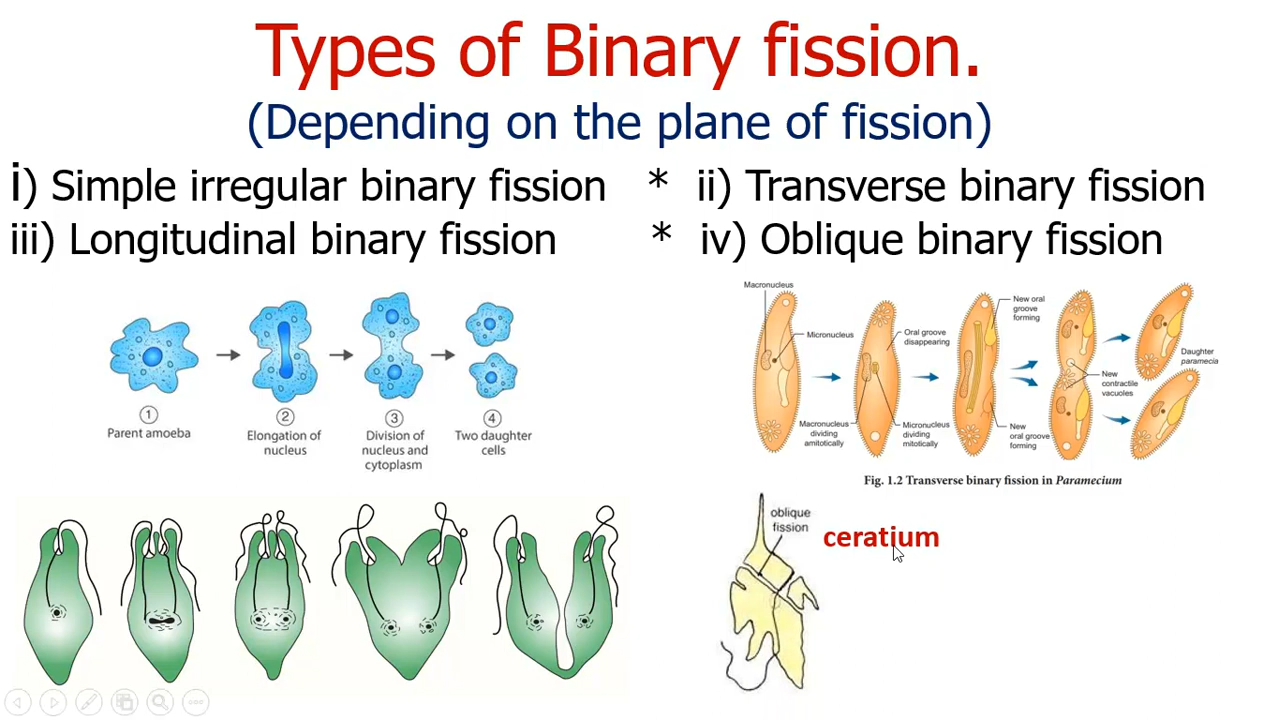 Types of Binary fission.
(Depending on the plane of fission)
i) Simple irregular binary fission * ii) Transverse binary fission
iii) Longitudinal binary fission * iv) Oblique binary fission
1
Parent amoeba
2
Elongation of
nucleus
3
Division of
nucleus and
cytoplasm
4
Two daughter
cells
Macronucleus
Micronucleus
Oral groove
disappearing
New oral
groove
forming
Daughter
paramecia
New
contractile
vacuoles
Macronucleus
dividing
amitotically
Micronucleus
dividing
mitotically
New
oral groove
forming
Fig. 1.2 Transverse binary fission in Paramecium
oblique
fission
ceratium